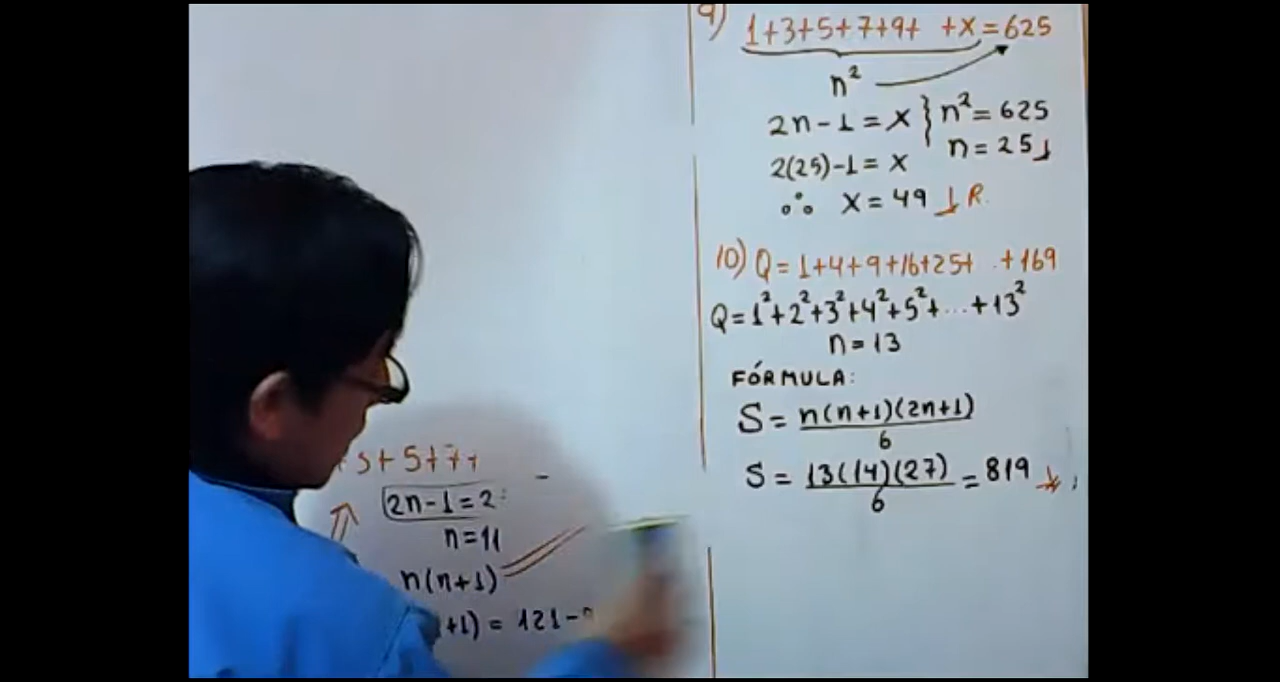 + 5 + 7 +
2n-1=2
n=11
n(n+1)
+1) = 121-
9) 1+3+5+7+9+ +x=625
n²
2n-1=x } n²=625
2(25)-1=x n=25
∴ x=49 R.
10) Q=1+4+9+16+25+ . +169
Q=1²+2²+3²+4²+5²+...+13²
n=13
FÓRMULA:
S = n(n+1)(2n+1)
6
S = 13(14)(27) = 819
6